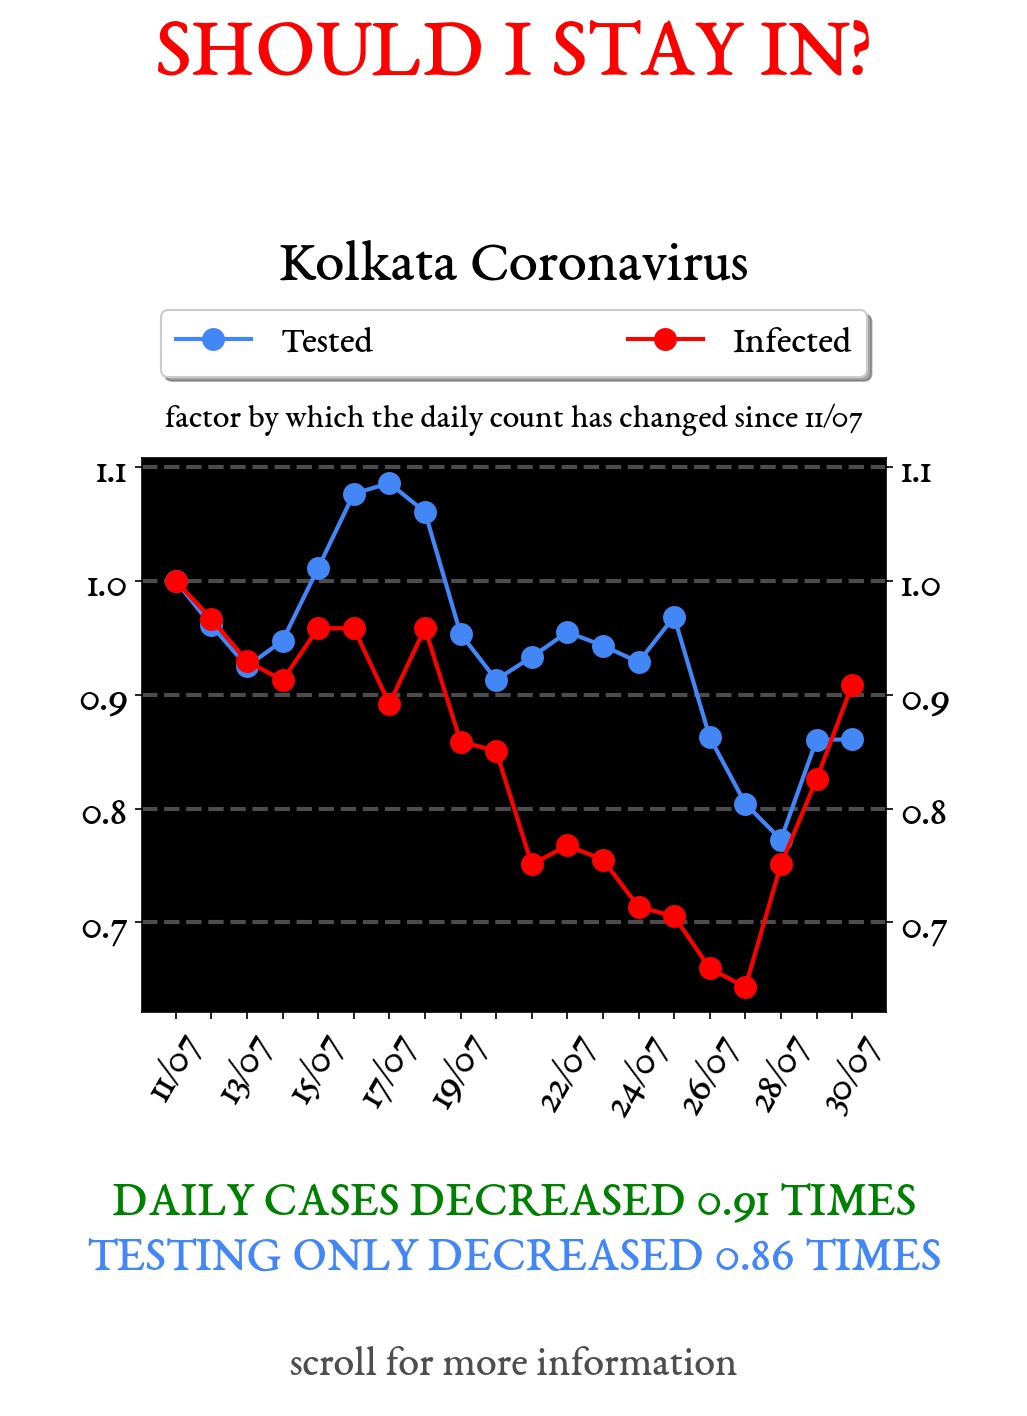 SHOULD I STAY IN?
Kolkata Coronavirus
Tested Infected
factor by which the daily count has changed since 11/07
1.1 1.1
1.0 1.0
0.9 0.9
0.8 0.8
0.7 0.7
11/07 13/07 15/07 17/07 19/07 22/07 24/07 26/07 28/07 30/07
DAILY CASES DECREASED 0.91 TIMES
TESTING ONLY DECREASED 0.86 TIMES
scroll for more information